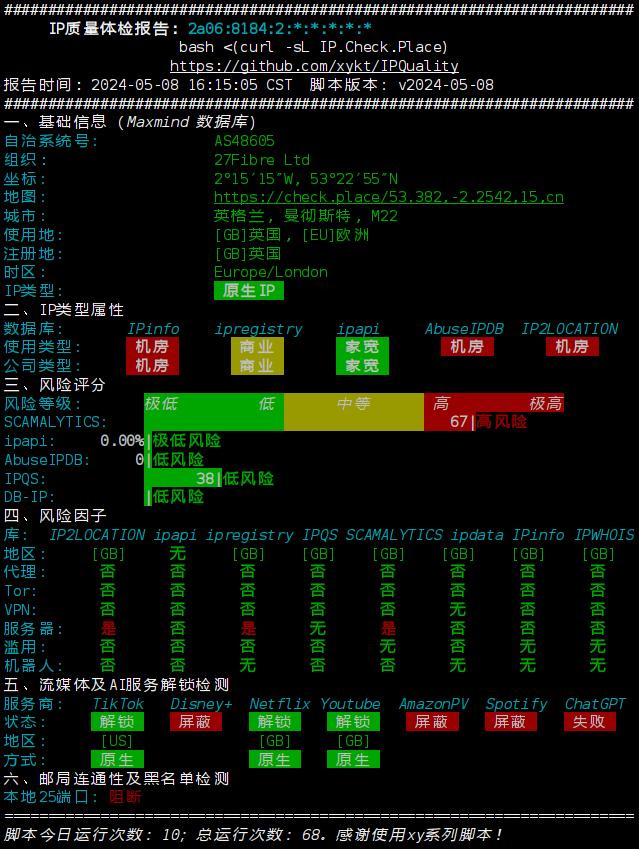 ########################################################################
IP质量体检报告：2a06:8184:2:*:*:*:*:*
bash <(curl -sL IP.Check.Place)
https://github.com/xykt/IPQuality
报告时间：2024-05-08 16:15:05 CST 脚本版本：v2024-05-08
########################################################################
一、基础信息（Maxmind 数据库）
自治系统号： AS48605
组织： 27Fibre Ltd
坐标： 2°15′15″W, 53°22′55″N
地图： https://check.place/53.382,-2.2542,15,cn
城市： 英格兰, 曼彻斯特, M22
使用地： [GB]英国, [EU]欧洲
注册地： [GB]英国
时区： Europe/London
IP类型： 原生IP
二、IP类型属性
数据库： IPinfo ipregistry ipapi AbuseIPDB IP2LOCATION
使用类型： 机房 商业 家宽 机房 机房
公司类型： 机房 商业 家宽
三、风险评分
风险等级： 极低 低 中等 高 极高
SCAMALYTICS: 67|高风险
ipapi: 0.00%|极低风险
AbuseIPDB: 0|低风险
IPQS: 38|低风险
DB-IP: |低风险
四、风险因子
库： IP2LOCATION ipapi ipregistry IPQS SCAMALYTICS ipdata IPinfo IPWHOIS
地区： [GB] 无 [GB] [GB] [GB] [GB] [GB] [GB]
代理： 否 否 否 否 否 否 否 否
Tor: 否 否 否 否 否 否 否 否
VPN: 否 否 否 否 否 无 否 否
服务器： 是 否 是 无 是 否 否 否
滥用： 否 否 否 否 无 否 无 无
机器人： 否 否 无 否 否 无 无 无
五、流媒体及AI服务解锁检测
服务商： TikTok Disney+ Netflix Youtube AmazonPV Spotify ChatGPT
状态： 解锁 屏蔽 解锁 解锁 屏蔽 屏蔽 失败
地区： [US] [GB] [GB]
方式： 原生 原生 原生
六、邮局连通性及黑名单检测
本地25端口：阻断
========================================================================
脚本今日运行次数：10；总运行次数：68。感谢使用xy系列脚本！